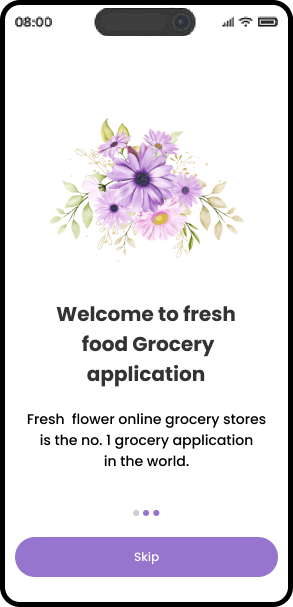 08:00
Welcome to fresh
food Grocery
application
Fresh  flower online grocery stores
is the no. 1 grocery application
in the world.
Skip